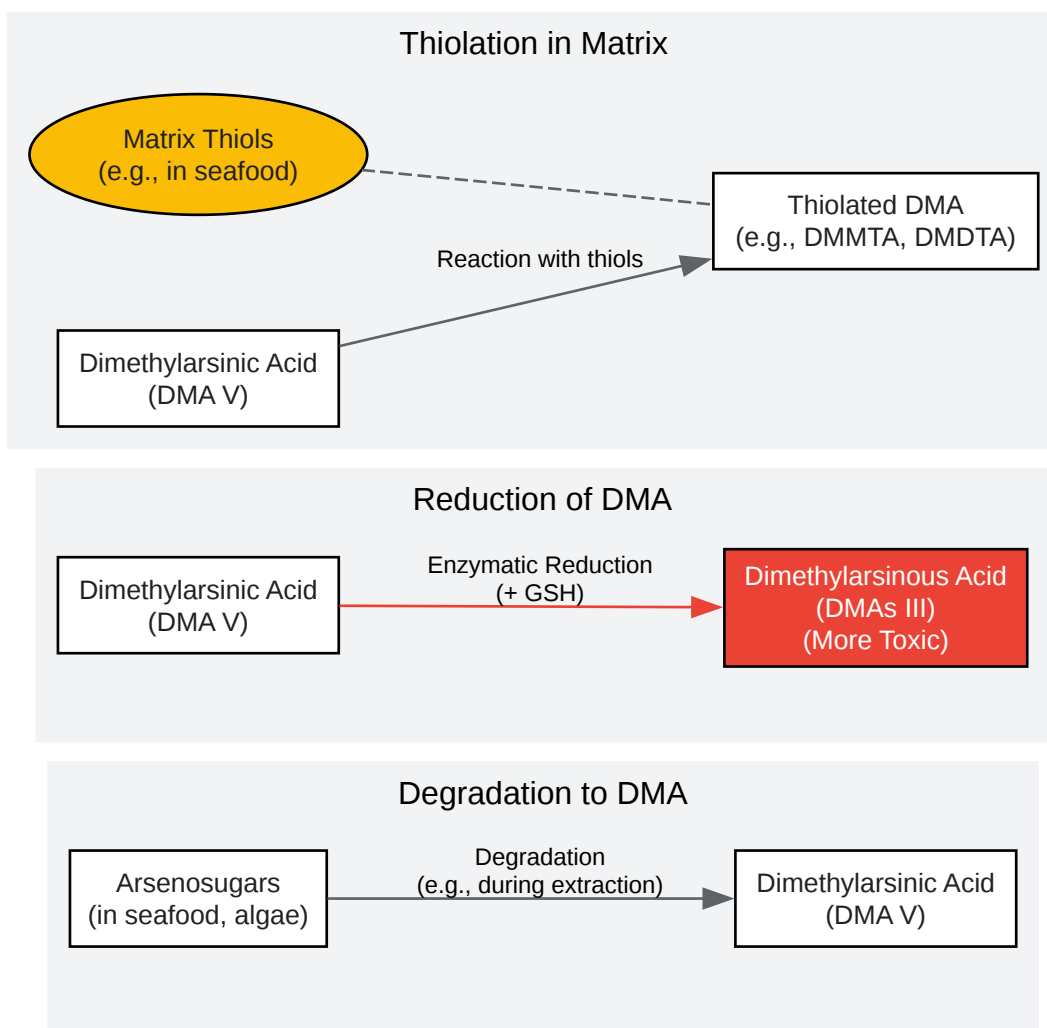 Thiolation in Matrix
Matrix Thiols
(e.g., in seafood)
Thiolated DMA
(e.g., DMMTA, DMDTA)
Reaction with thiols
Dimethylarsinic Acid
(DMA V)
Reduction of DMA
Dimethylarsinic Acid
(DMA V)
Enzymatic Reduction
(+ GSH)
Dimethylarsinous Acid
(DMAs III)
(More Toxic)
Degradation to DMA
Arsenosugars
(in seafood, algae)
Degradation
(e.g., during extraction)
Dimethylarsinic Acid
(DMA V)